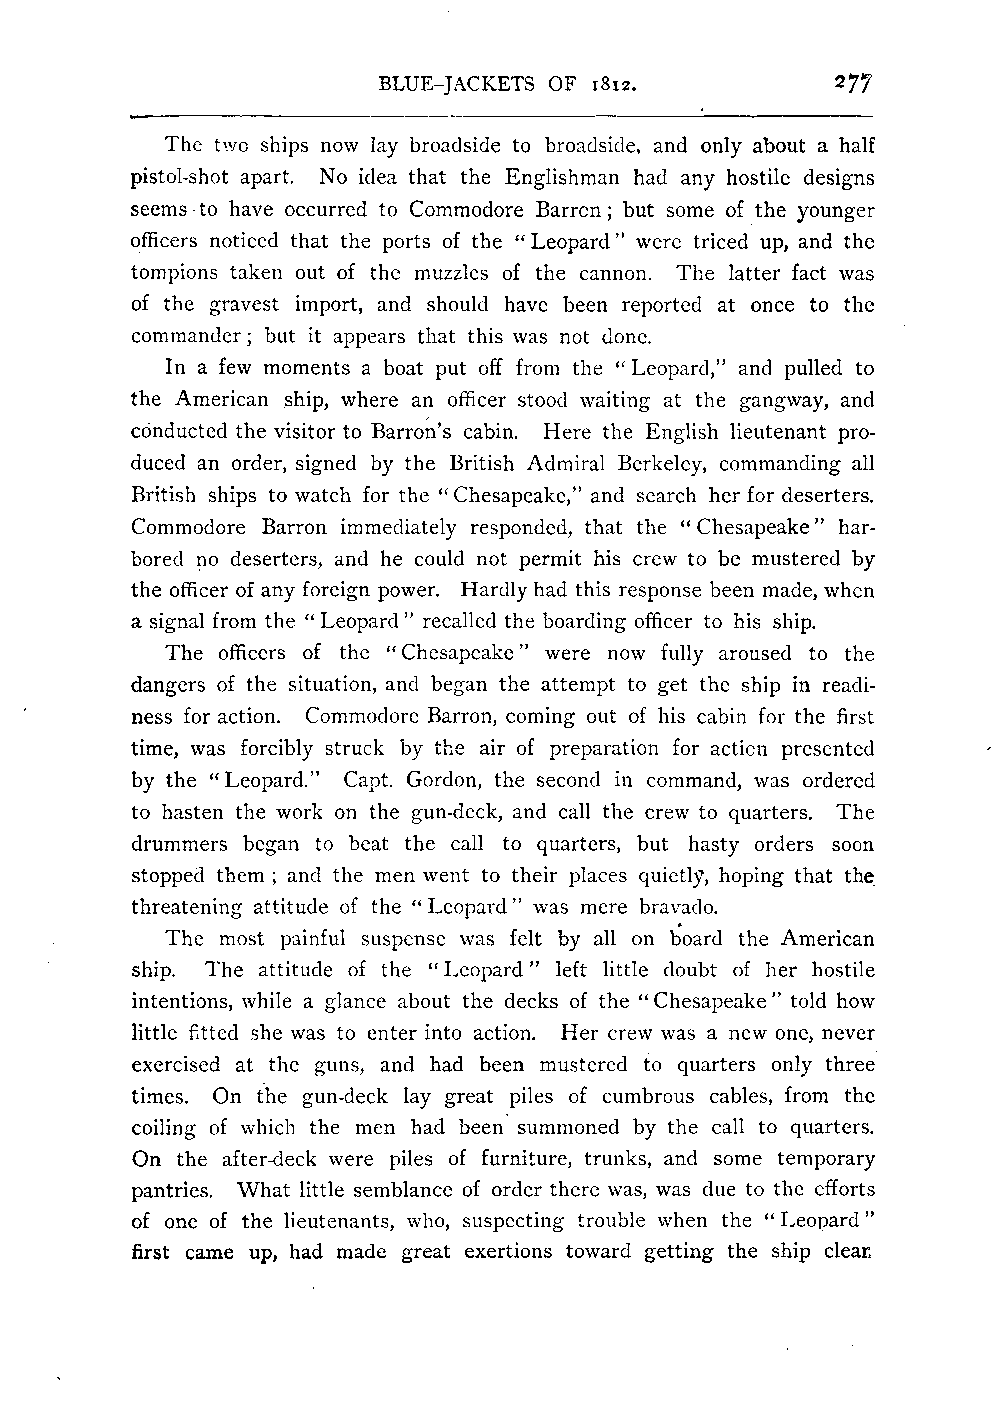 BLUE-JACKETS OF 1812. 277
The two ships now lay broadside to broadside, and only about a half
pistol-shot apart. No idea that the Englishman had any hostile designs
seems to have occurred to Commodore Barron; but some of the younger
officers noticed that the ports of the "Leopard" were triced up, and the
tompions taken out of the muzzles of the cannon. The latter fact was
of the gravest import, and should have been reported at once to the
commander; but it appears that this was not done.
In a few moments a boat put off from the "Leopard," and pulled to
the American ship, where an officer stood waiting at the gangway, and
conducted the visitor to Barron's cabin. Here the English lieutenant pro-
duced an order, signed by the British Admiral Berkeley, commanding all
British ships to watch for the "Chesapeake," and search her for deserters.
Commodore Barron immediately responded, that the "Chesapeake" har-
bored no deserters, and he could not permit his crew to be mustered by
the officer of any foreign power. Hardly had this response been made, when
a signal from the "Leopard" recalled the boarding officer to his ship.
The officers of the "Chesapeake" were now fully aroused to the
dangers of the situation, and began the attempt to get the ship in readi-
ness for action. Commodore Barron, coming out of his cabin for the first
time, was forcibly struck by the air of preparation for action presented
by the "Leopard." Capt. Gordon, the second in command, was ordered
to hasten the work on the gun-deck, and call the crew to quarters. The
drummers began to beat the call to quarters, but hasty orders soon
stopped them; and the men went to their places quietly, hoping that the
threatening attitude of the "Leopard" was mere bravado.
The most painful suspense was felt by all on board the American
ship. The attitude of the "Leopard" left little doubt of her hostile
intentions, while a glance about the decks of the "Chesapeake" told how
little fitted she was to enter into action. Her crew was a new one, never
exercised at the guns, and had been mustered to quarters only three
times. On the gun-deck lay great piles of cumbrous cables, from the
coiling of which the men had been summoned by the call to quarters.
On the after-deck were piles of furniture, trunks, and some temporary
pantries. What little semblance of order there was, was due to the efforts
of one of the lieutenants, who, suspecting trouble when the "Leopard"
first came up, had made great exertions toward getting the ship clear.